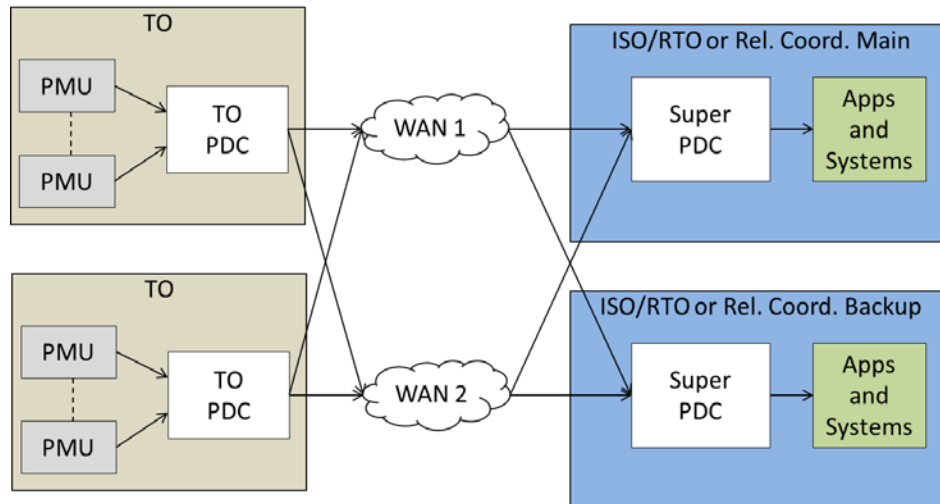 TO
PMU
PMU
TO
PDC
WAN 1
ISO/RTO or Rel. Coord. Main
Super
PDC
Apps
and
Systems
TO
PMU
PMU
TO
PDC
WAN 2
ISO/RTO or Rel. Coord. Backup
Super
PDC
Apps
and
Systems